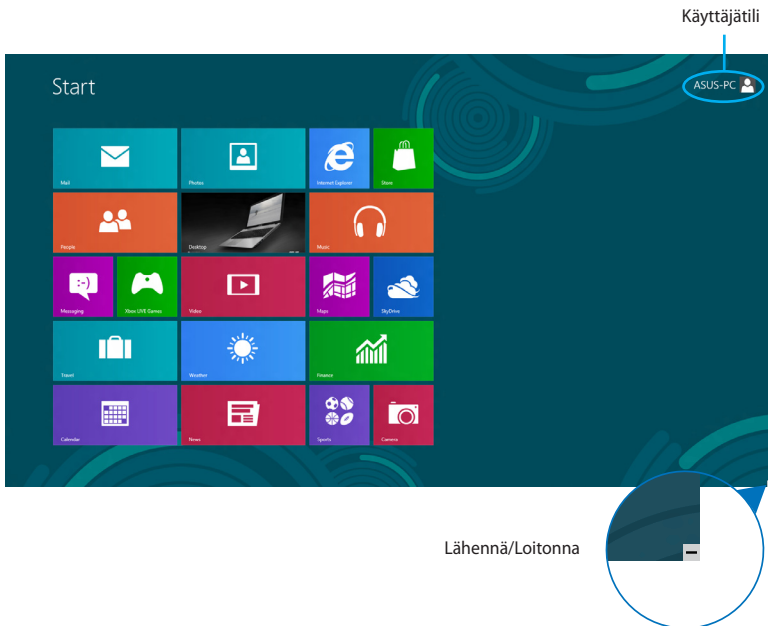 Käyttäjätili
Start
ASUS-PC
Mail
Photos
Internet Explorer
Store
People
Desktop
Music
Messaging
Xbox LIVE Games
Video
Maps
SkyDrive
Travel
Weather
Finance
Calendar
News
Sports
Camera
Lähennä/Loitonna